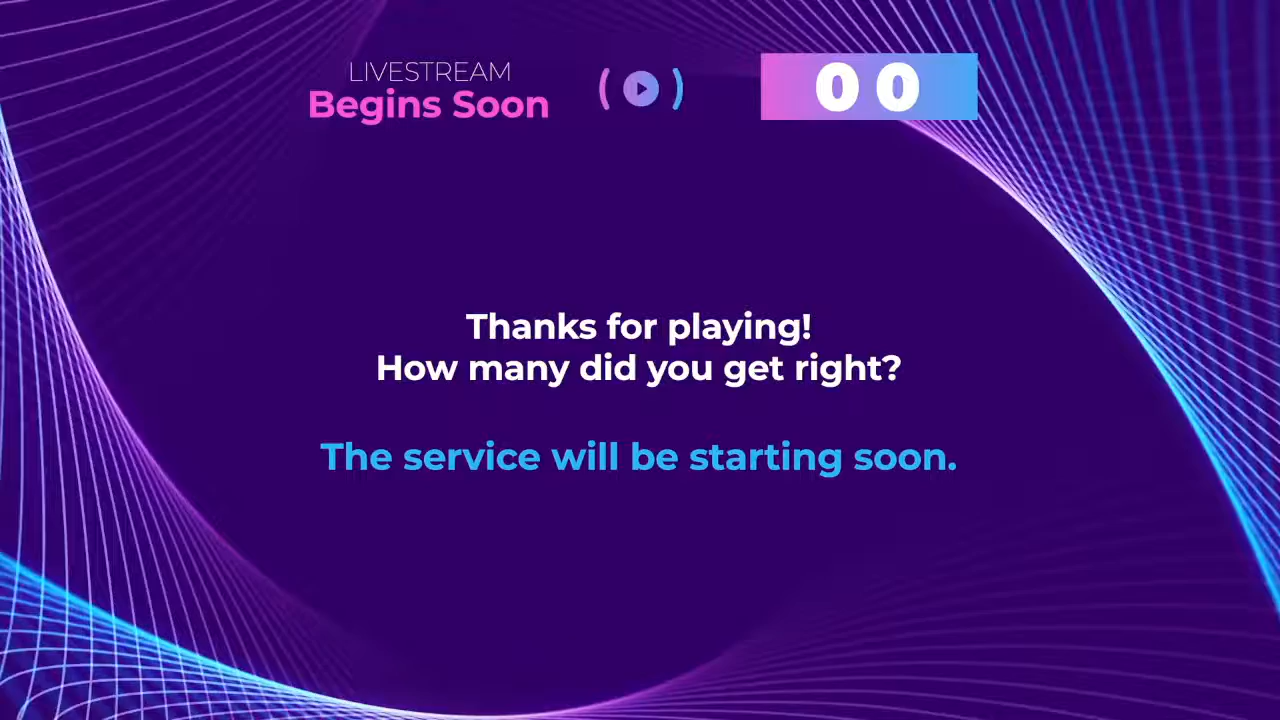 LIVESTREAM
Begins Soon
00
Thanks for playing!
How many did you get right?
The service will be starting soon.